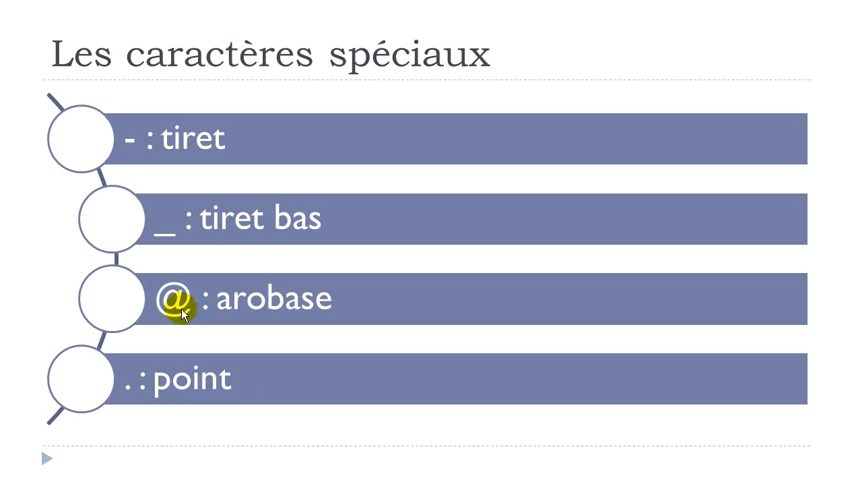 Les caractères spéciaux
- : tiret
_ : tiret bas
@ : arobase
. : point